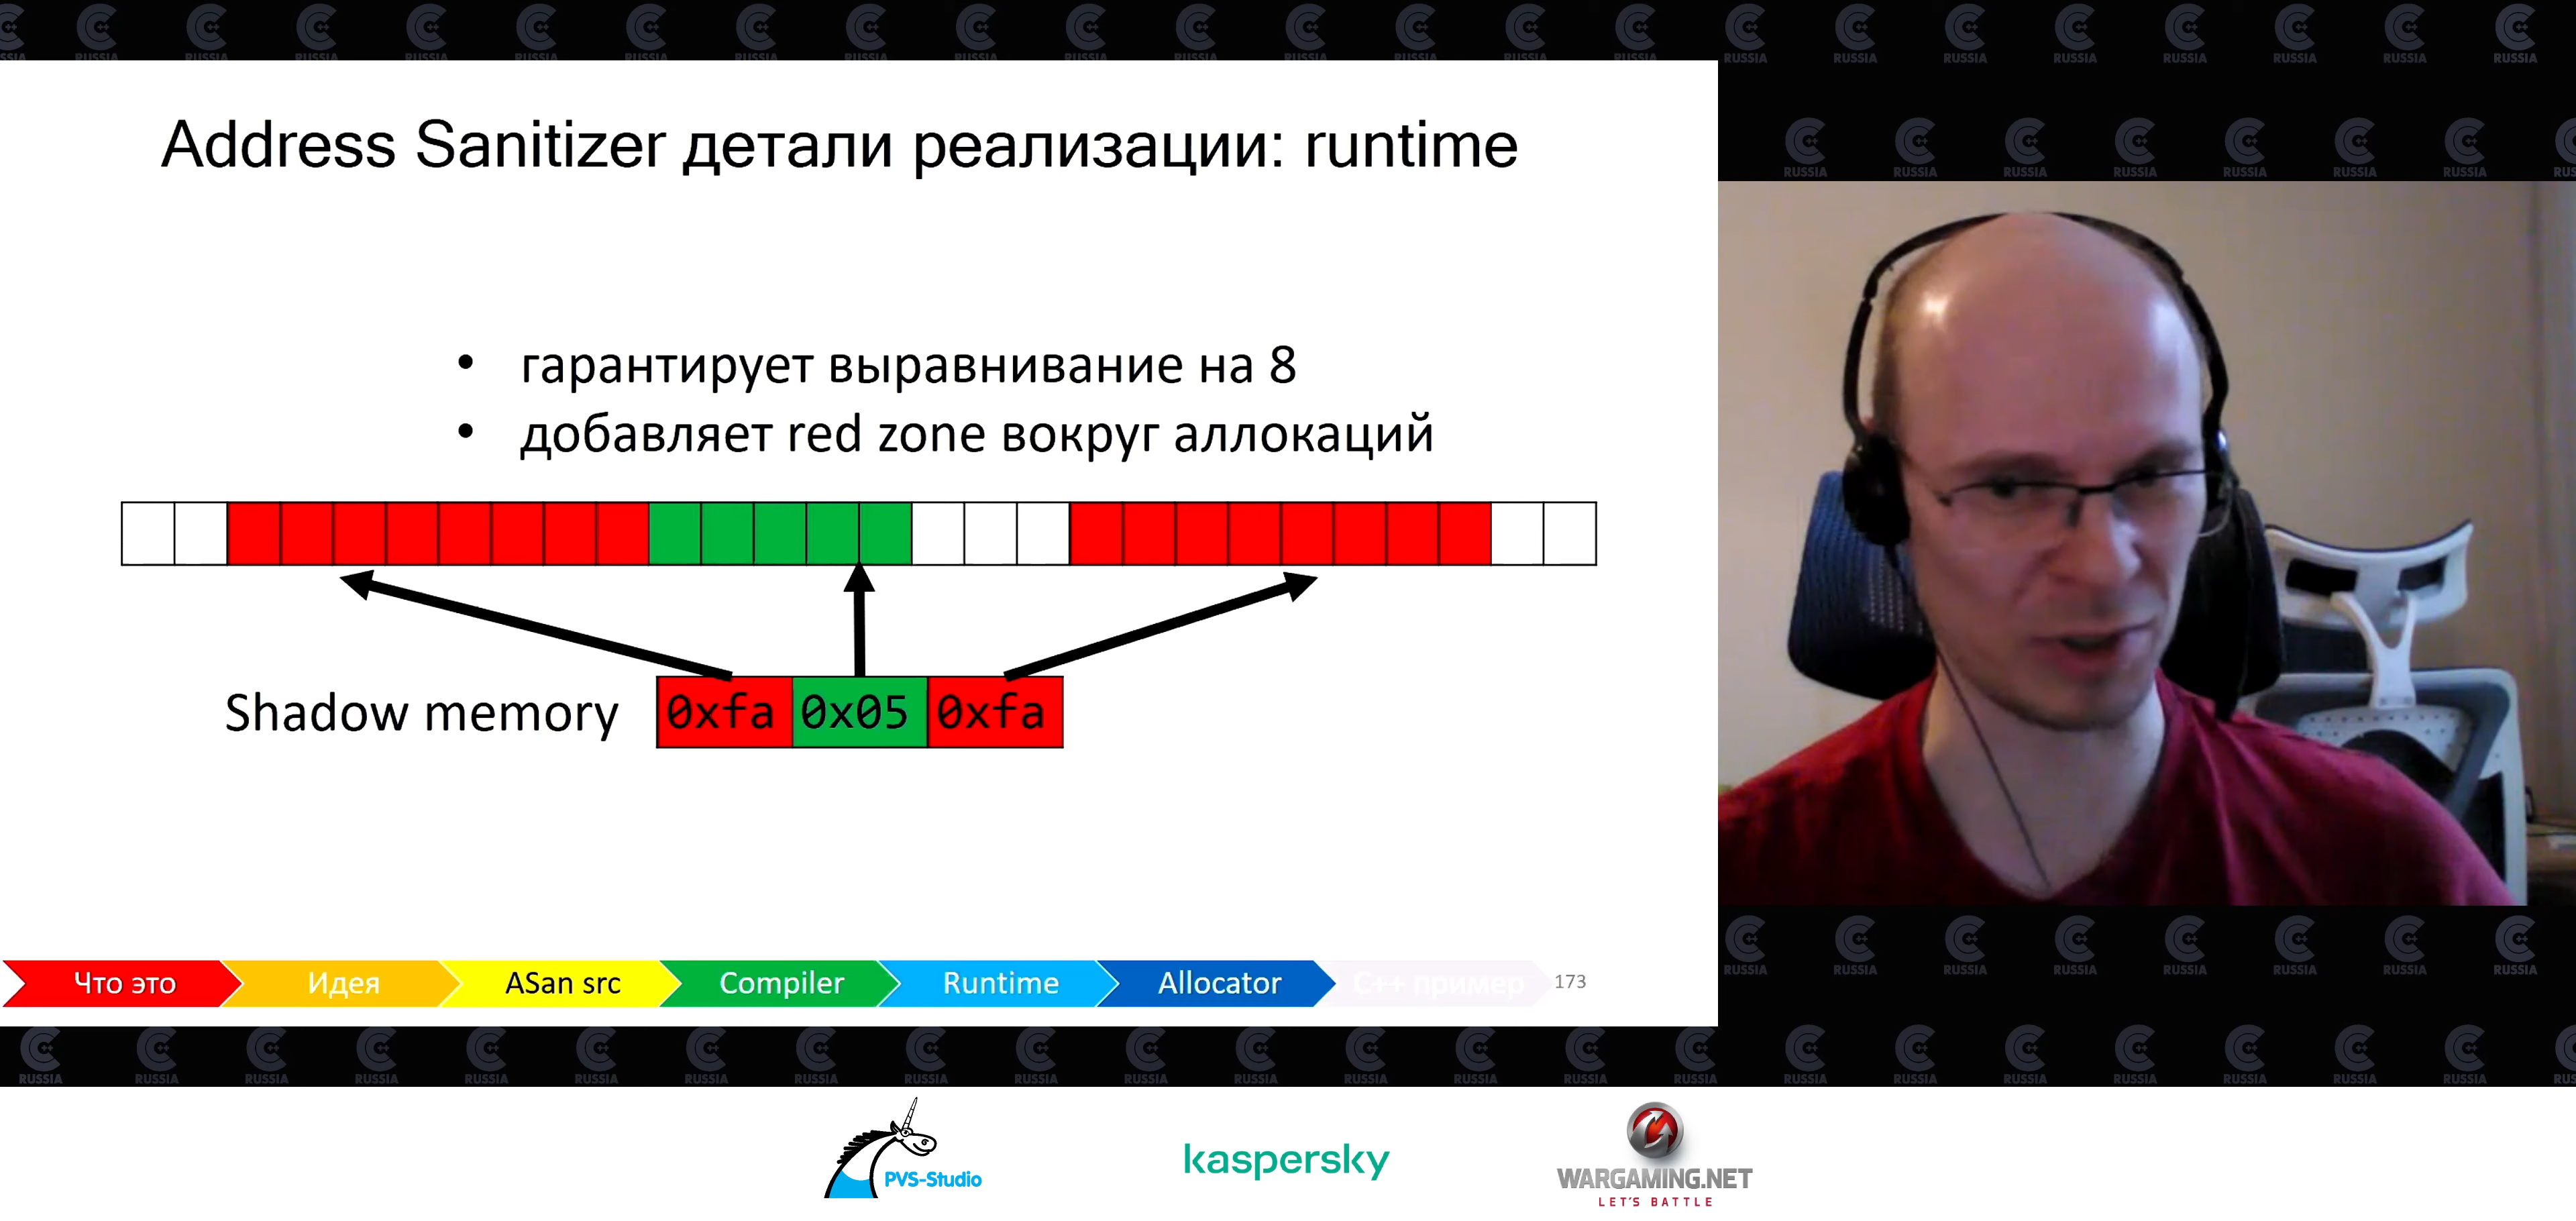 Address Sanitizer детали реализации: runtime
• гарантирует выравнивание на 8
• добавляет red zone вокруг аллокаций
Shadow memory 0xfa 0x05 0xfa
Что это Идея ASan src Compiler Runtime Allocator C++ пример 173
PVS-Studio
kaspersky
WARGAMING.NET
LET'S BATTLE
RUSSIA